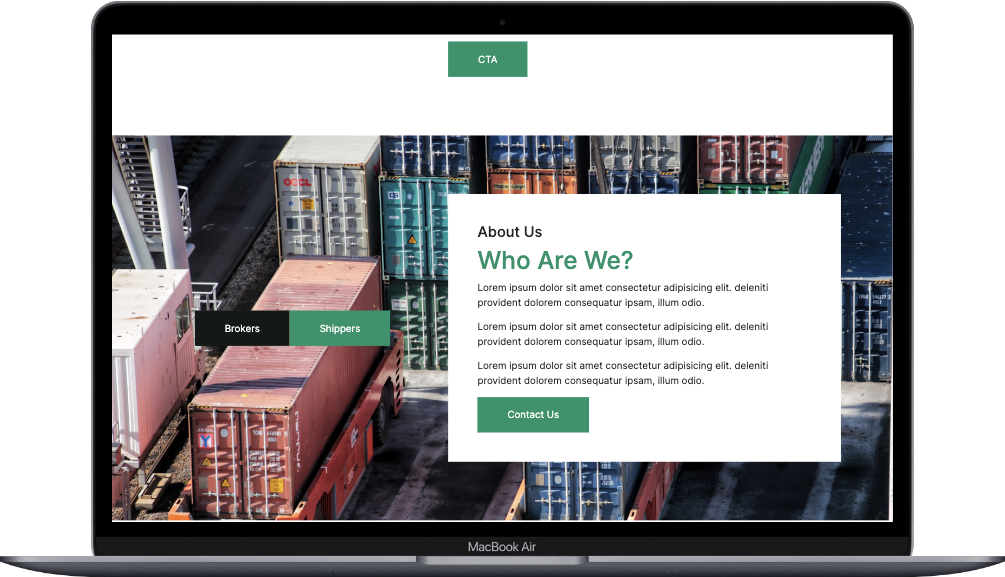 CTA
OCCL
About Us
Who Are We?
Lorem ipsum dolor sit amet consectetur adipisicing elit. deleniti
provident dolorem consequatur ipsam, illum odio.
Brokers
Shippers
Lorem ipsum dolor sit amet consectetur adipisicing elit. deleniti
provident dolorem consequatur ipsam, illum odio.
Lorem ipsum dolor sit amet consectetur adipisicing elit. deleniti
provident dolorem consequatur ipsam, illum odio.
Contact Us
MacBook Air